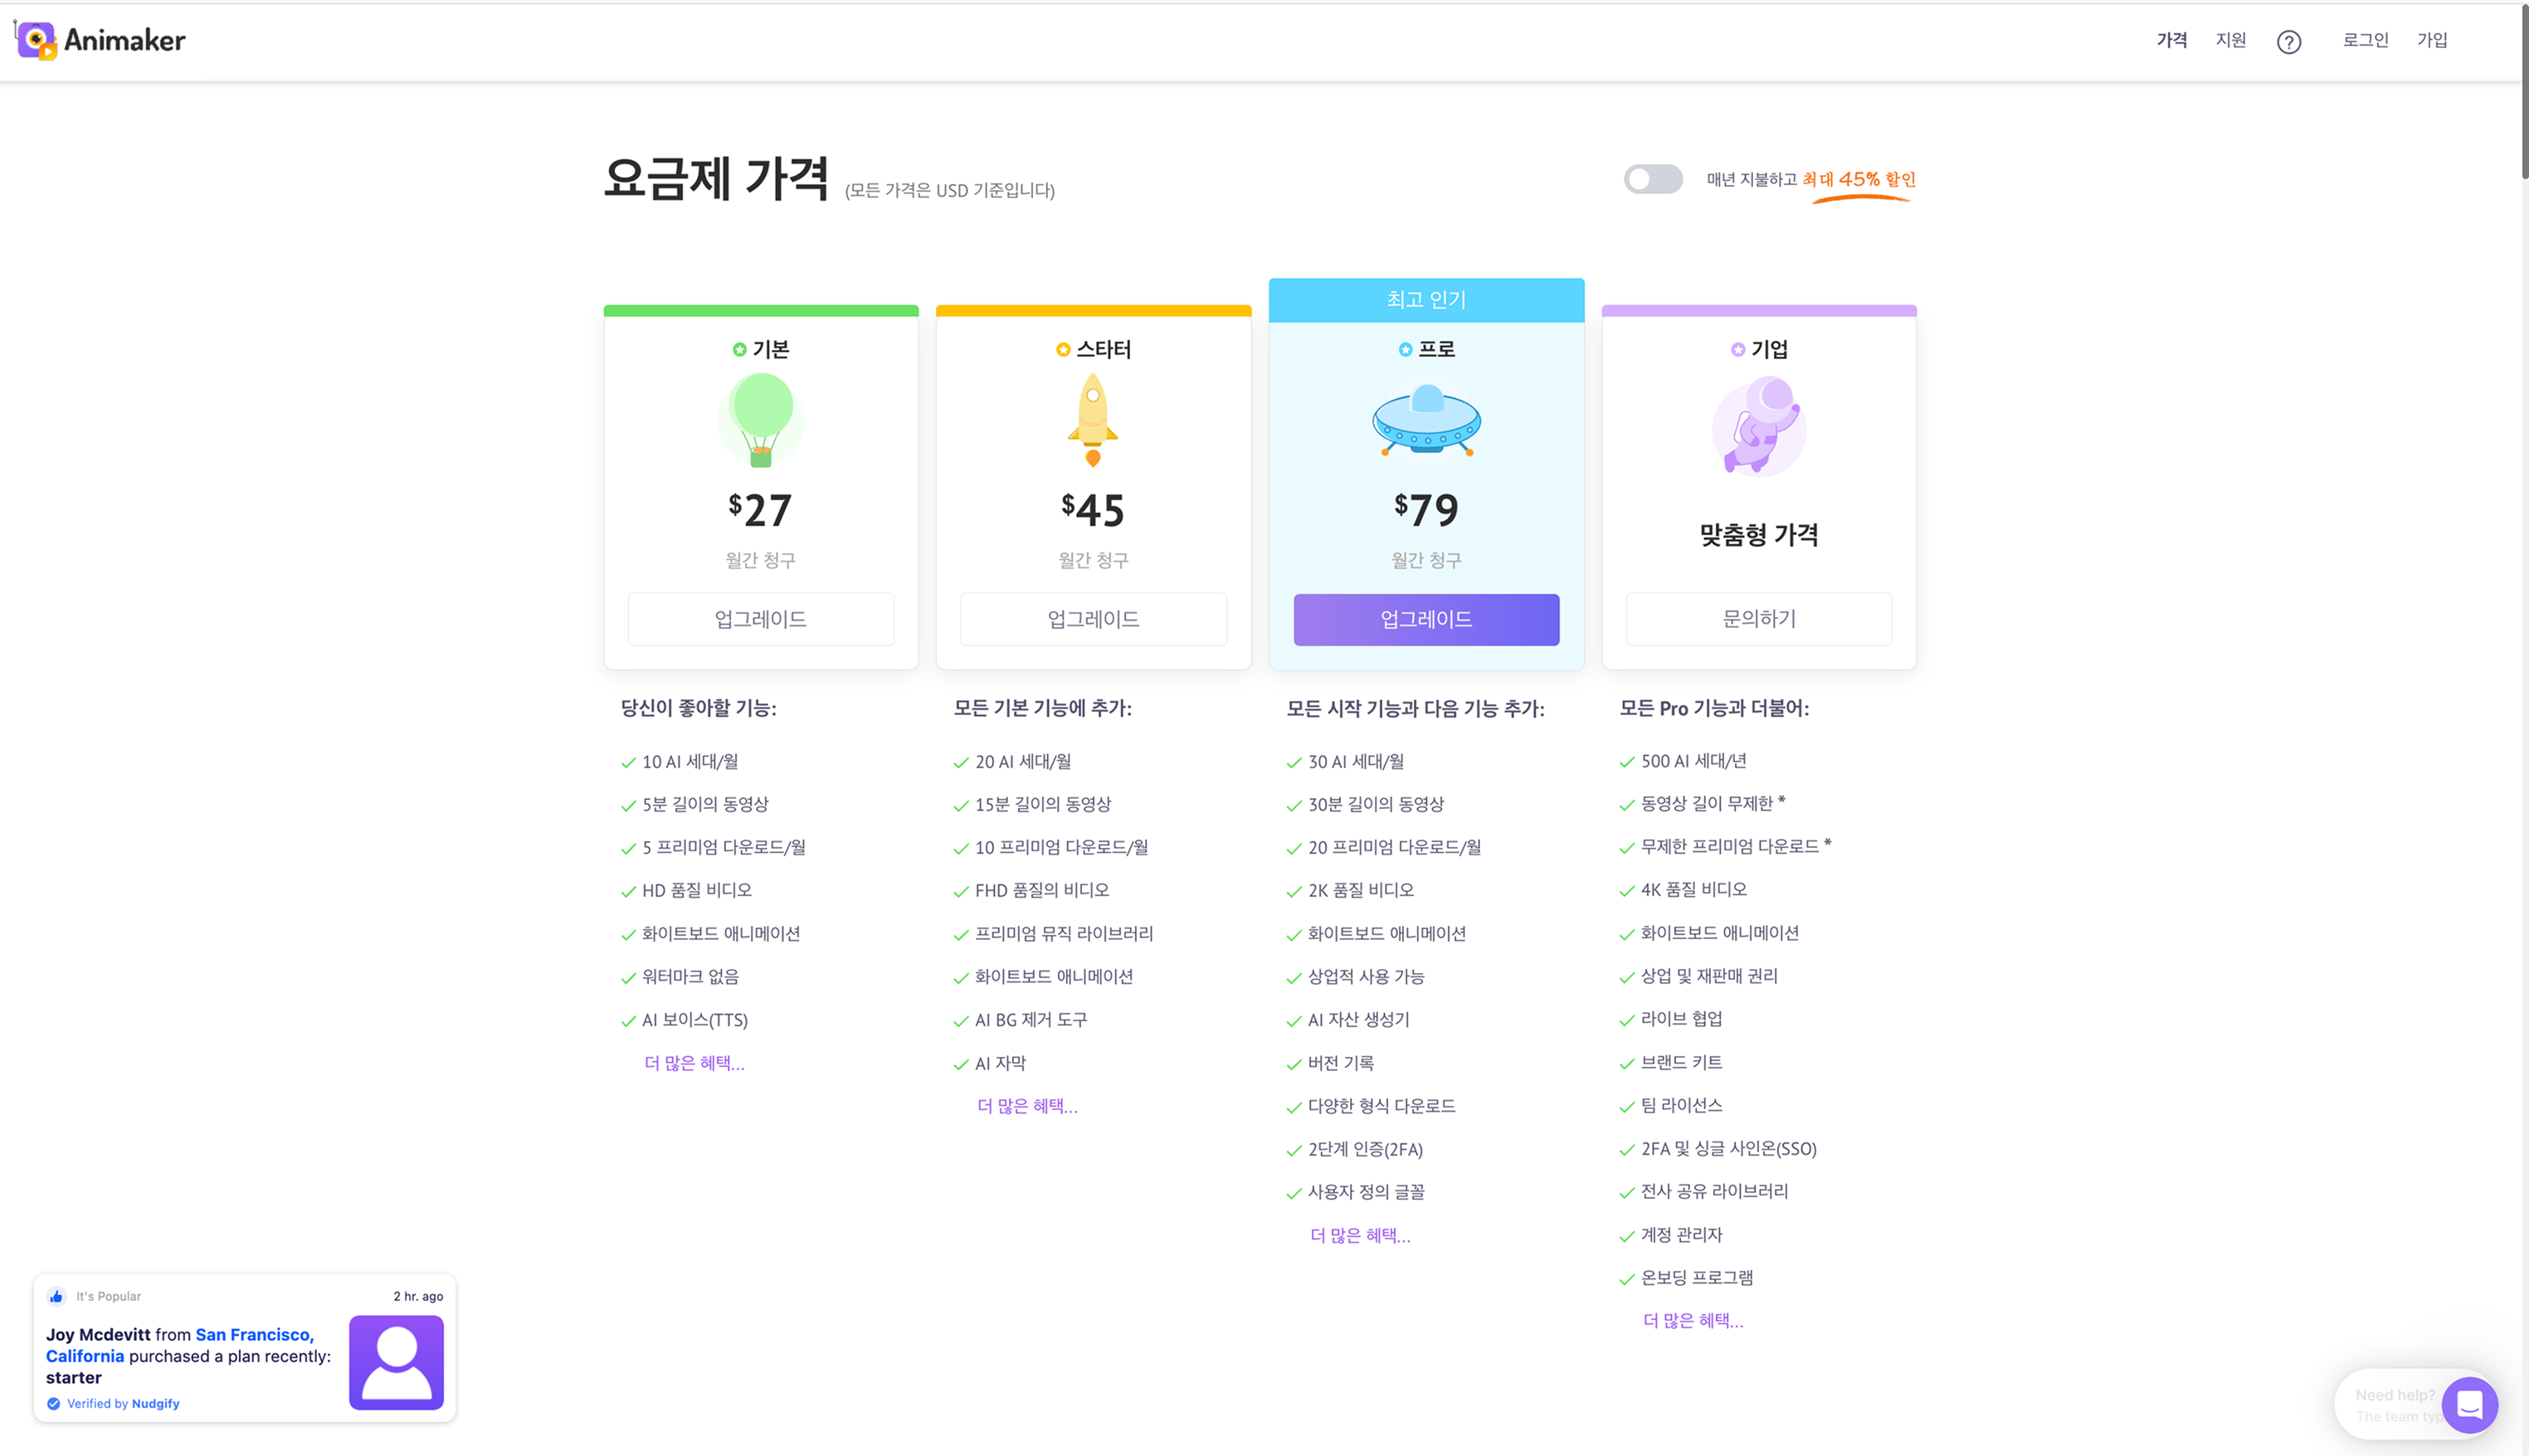 Animaker
가격
지원
?
로그인
가입
요금제 가격 (모든 가격은 USD 기준입니다)
매년 지불하고 최대 45% 할인
기본
$27
월간 청구
업그레이드
당신이 좋아할 기능:
10 AI 세대/월
5분 길이의 동영상
5 프리미엄 다운로드/월
HD 품질 비디오
화이트보드 애니메이션
워터마크 없음
AI 보이스(TTS)
더 많은 혜택...
스타터
$45
월간 청구
업그레이드
모든 기본 기능에 추가:
20 AI 세대/월
15분 길이의 동영상
10 프리미엄 다운로드/월
FHD 품질의 비디오
프리미엄 뮤직 라이브러리
화이트보드 애니메이션
AI BG 제거 도구
AI 자막
더 많은 혜택...
최고 인기
프로
$79
월간 청구
업그레이드
모든 시작 기능과 다음 기능 추가:
30 AI 세대/월
30분 길이의 동영상
20 프리미엄 다운로드/월
2K 품질 비디오
화이트보드 애니메이션
상업적 사용 가능
AI 자산 생성기
버전 기록
다양한 형식 다운로드
2단계 인증(2FA)
사용자 정의 글꼴
더 많은 혜택...
기업
맞춤형 가격
문의하기
모든 Pro 기능과 더불어:
500 AI 세대/년
동영상 길이 무제한 *
무제한 프리미엄 다운로드 *
4K 품질 비디오
화이트보드 애니메이션
상업 및 재판매 권리
라이브 협업
브랜드 키트
팀 라이선스
2FA 및 싱글 사인온(SSO)
전사 공유 라이브러리
계정 관리자
온보딩 프로그램
더 많은 혜택...
It's Popular
2 hr. ago
Joy Mcdevitt from San Francisco,
California purchased a plan recently:
starter
Verified by Nudgify
Need help?
The team